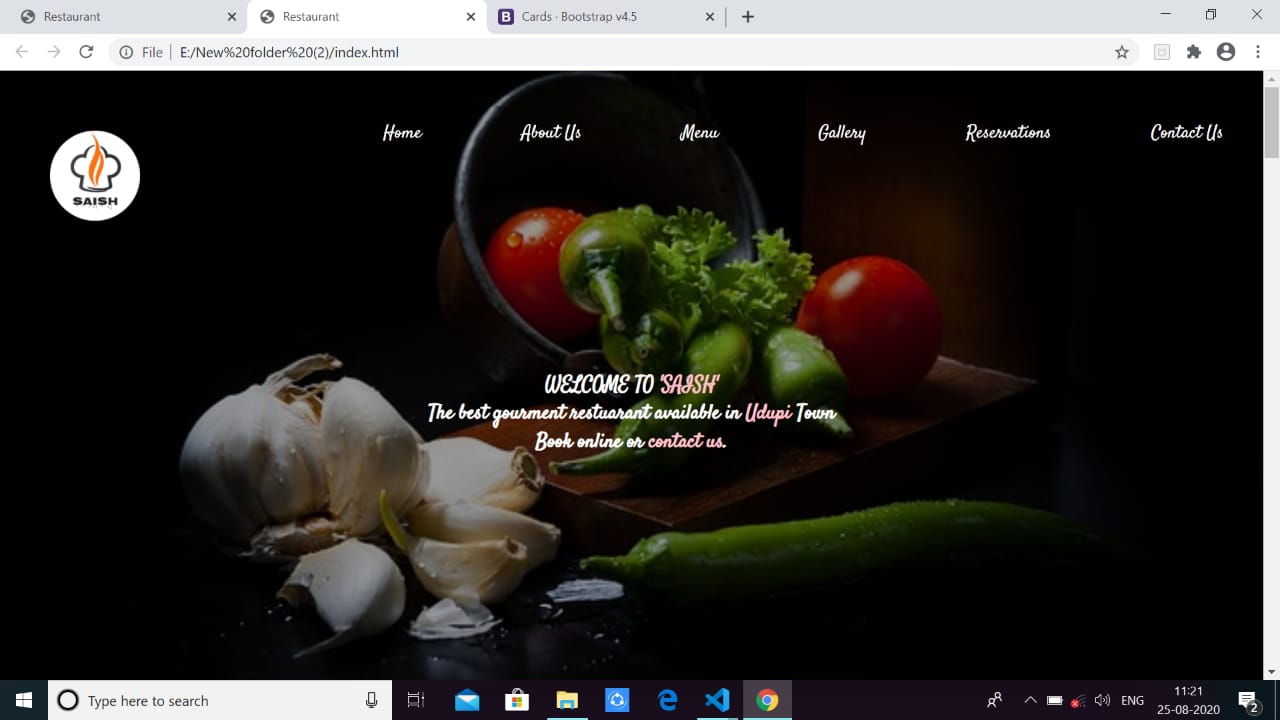 Restaurant
Restaurant
Cards · Bootstrap v4.5
File | E:/New%20folder%20(2)/index.html
SAISH
Home About Us Menu Gallery Reservations Contact Us
WELCOME TO 'SAISH'
The best gourment restuarant available in Udupi Town
Book online or contact us.
Type here to search
ENG
11:21
25-08-2020
2